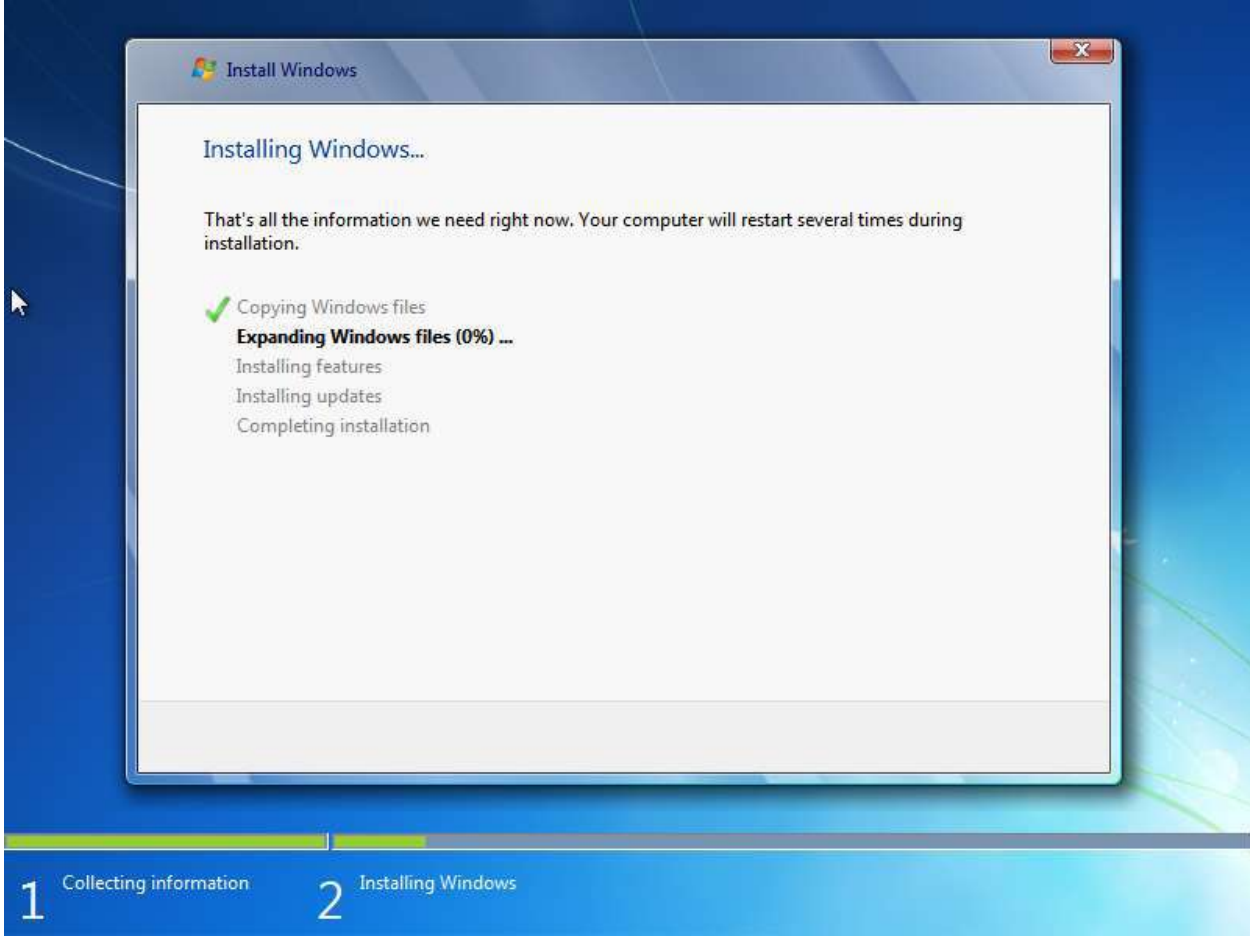 Install Windows
Installing Windows...
That's all the information we need right now. Your computer will restart several times during
installation.
Copying Windows files
Expanding Windows files (0%) ...
Installing features
Installing updates
Completing installation
1 Collecting information
2 Installing Windows